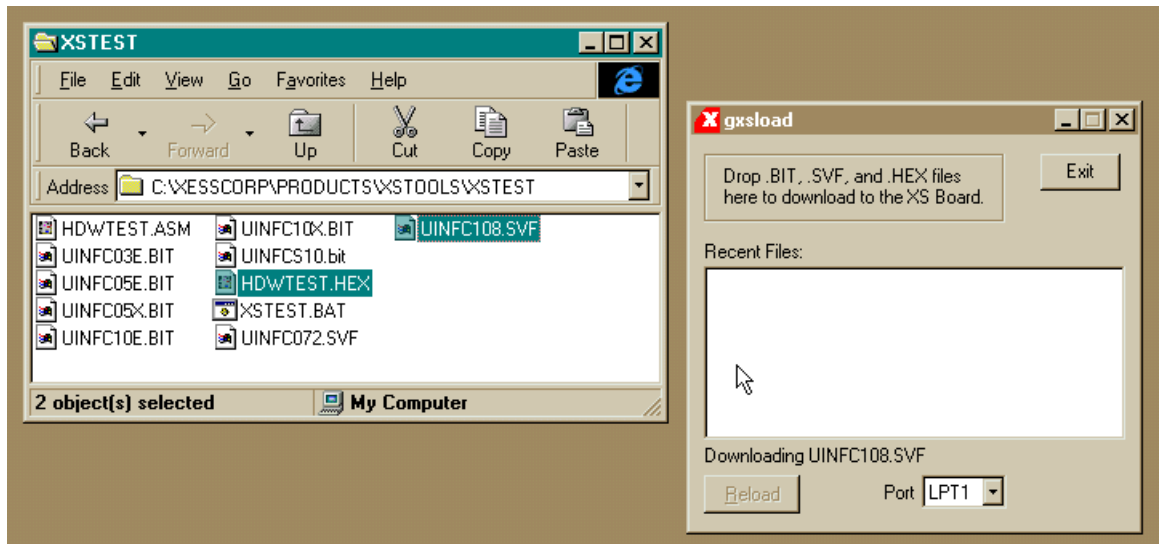 XSTEST
File Edit View Go Favorites Help
Back Forward Up Cut Copy Paste
Address C:\XESSCORP\PRODUCTS\XSTOOLS\XSTEST
HDWTEST.ASM UINFC10X.BIT UINFC108.SVF
UINFC03E.BIT UINFCS10.bit
UINFC05E.BIT HDWTEST.HEX
UINFC05X.BIT XSTEST.BAT
UINFC10E.BIT UINFC072.SVF
2 object(s) selected My Computer
gxsload
Drop .BIT, .SVF, and .HEX files
here to download to the XS Board.
Exit
Recent Files:
Downloading UINFC108.SVF
Reload Port LPT1